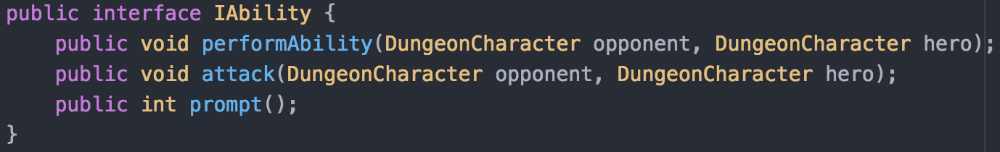 public interface IAbility {
    public void performAbility(DungeonCharacter opponent, DungeonCharacter hero);
    public void attack(DungeonCharacter opponent, DungeonCharacter hero);
    public int prompt();
}